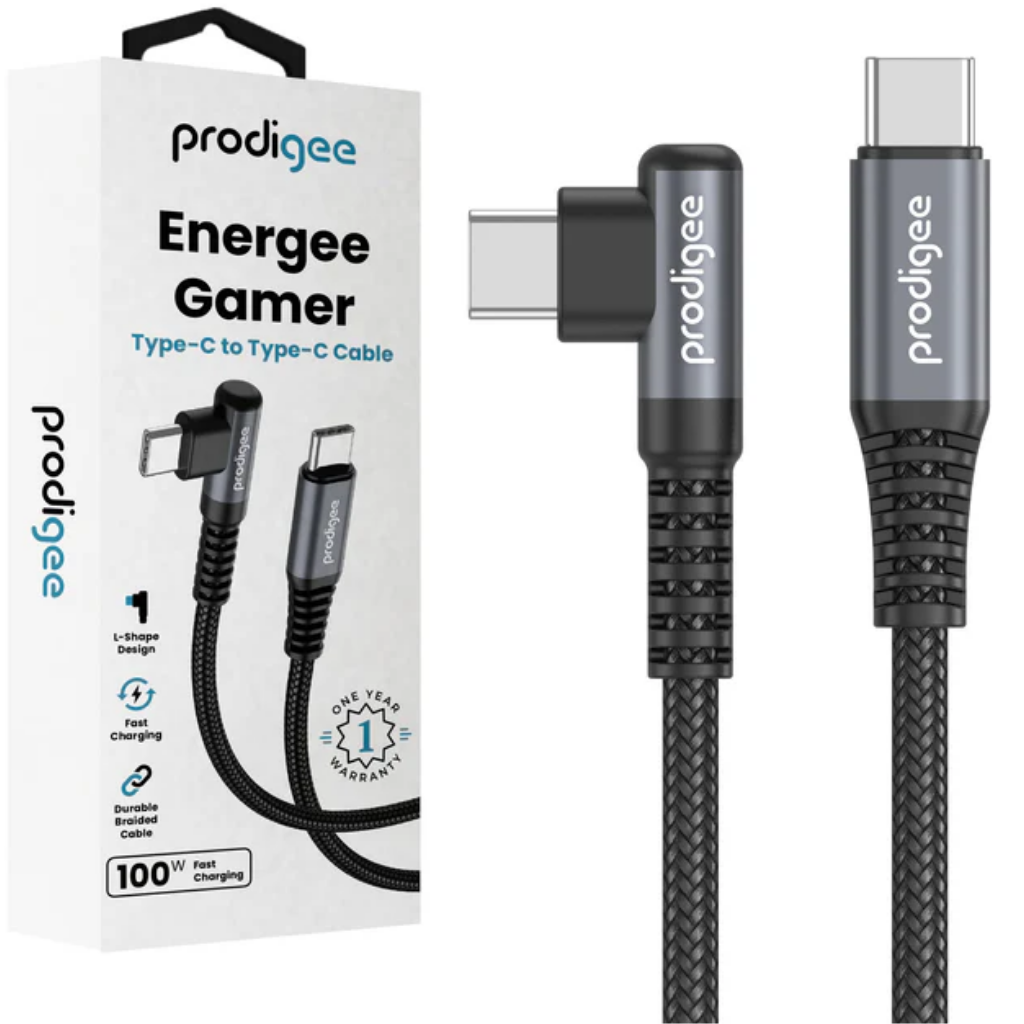 prodigee
Energee
Gamer
Type-C to Type-C Cable
prodigee
prodigee
prodigee
L-Shape
Design
Fast
Charging
Durable
Braided
Cable
ONE YEAR
1
WARRANTY
100W Fast
Charging
prodigee
prodigee